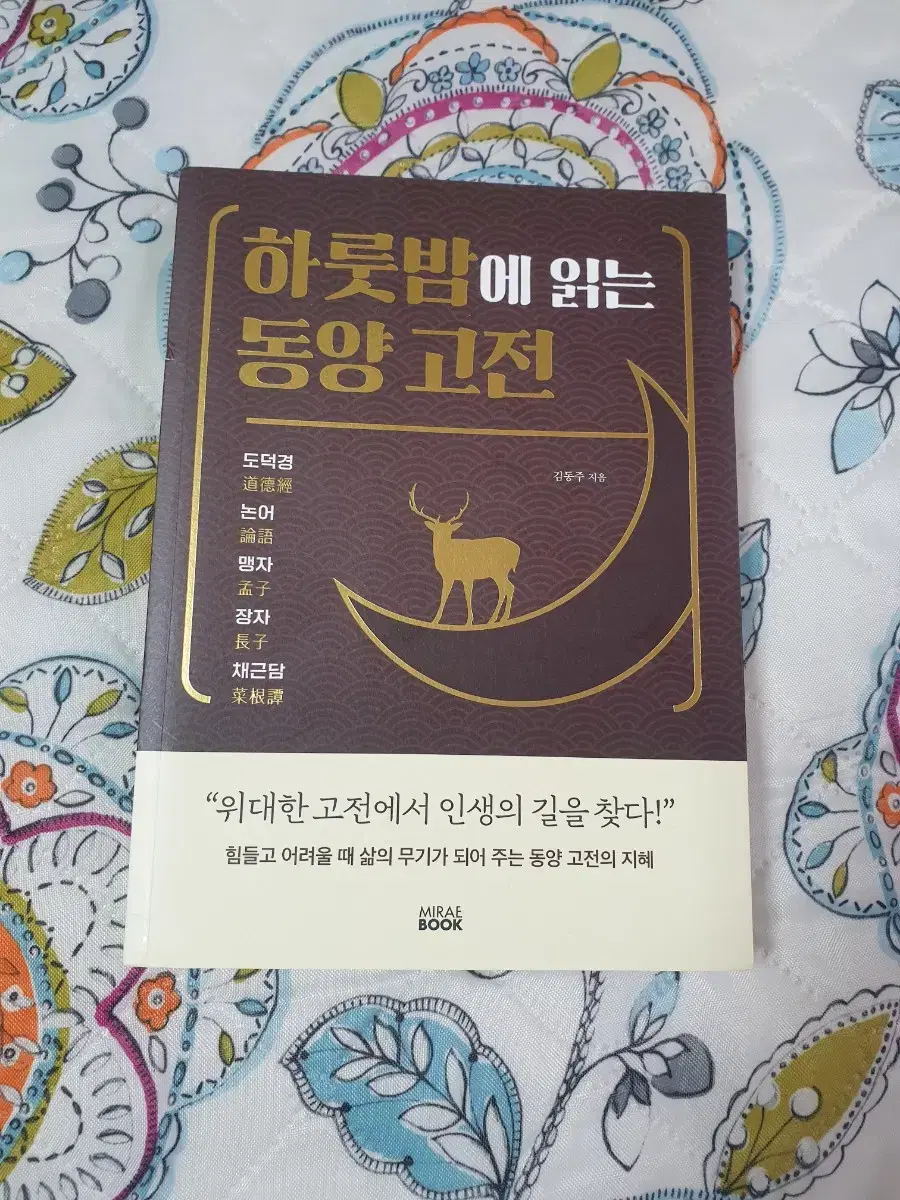 하룻밤에 읽는
동양 고전
김동주 지음
도덕경
道德經
논어
論語
맹자
孟子
장자
長子
채근담
菜根譚
“위대한 고전에서 인생의 길을 찾다!”
힘들고 어려울 때 삶의 무기가 되어 주는 동양 고전의 지혜
MIRAE
BOOK